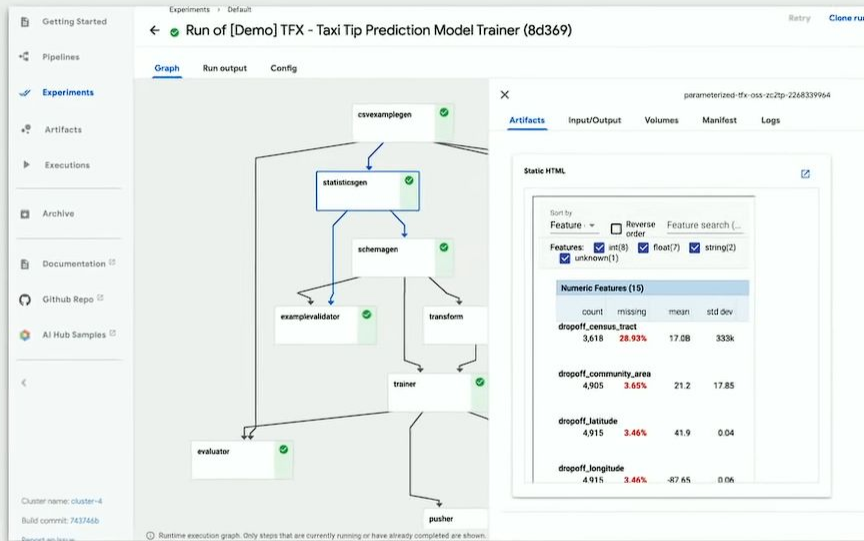 Experiments › Default
Run of [Demo] TFX - Taxi Tip Prediction Model Trainer (8d369)
Retry
Clone run
Getting Started
Pipelines
Experiments
Artifacts
Executions
Archive
Documentation
Github Repo
AI Hub Samples
Cluster name: cluster-4
Build commit: 743746b
Report an Issue
Graph
Run output
Config
csvexamplegen
statisticsgen
schemagen
examplevalidator
transform
trainer
evaluator
pusher
Runtime execution graph. Only steps that are currently running or have already completed are shown.
parameterized-tfx-oss-zc2tp-2268339964
Artifacts
Input/Output
Volumes
Manifest
Logs
Static HTML
Sort by
Feature
Reverse
order
Feature search (...
Features: int(8) float(7) string(2)
unknown(1)
Numeric Features (15)
count missing mean std dev
dropoff_census_tract
3,618 28.93% 17.0B 333k
dropoff_community_area
4,905 3.65% 21.2 17.85
dropoff_latitude
4,915 3.46% 41.9 0.04
dropoff_longitude
4,915 3.46% -87.65 0.06